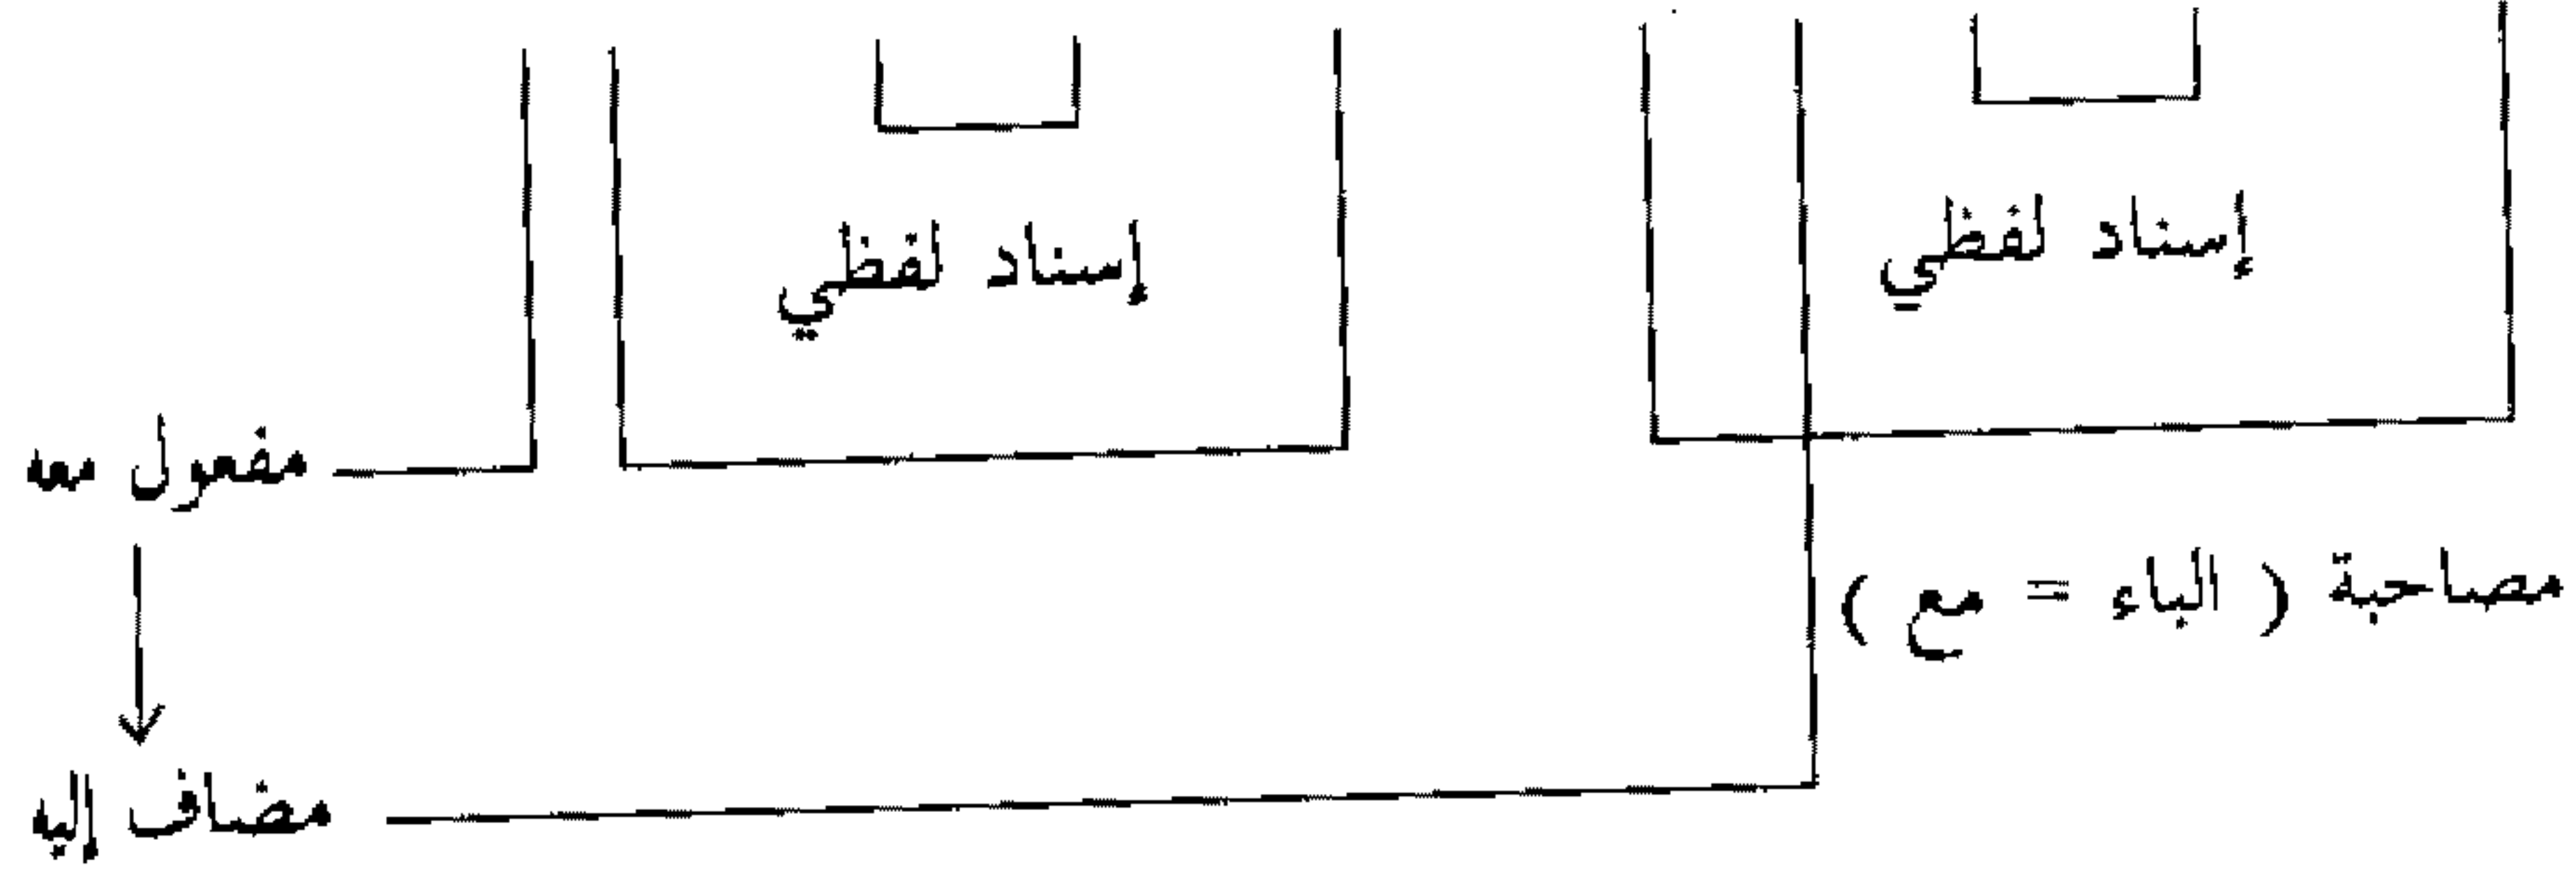 إسناد لفظي
إسناد لفظي
مفعول معه
مصاحبة ( الباء = مع )
مضاف إليه